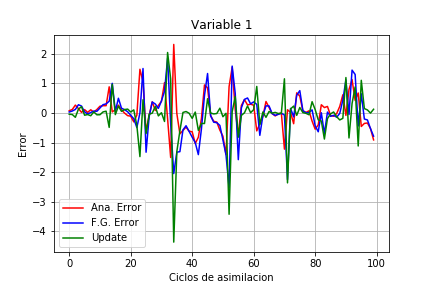 Variable 1
Error
2
1
0
−1
−2
−3
−4
Ana. Error
F.G. Error
Update
0
20
40
60
80
100
Ciclos de asimilacion